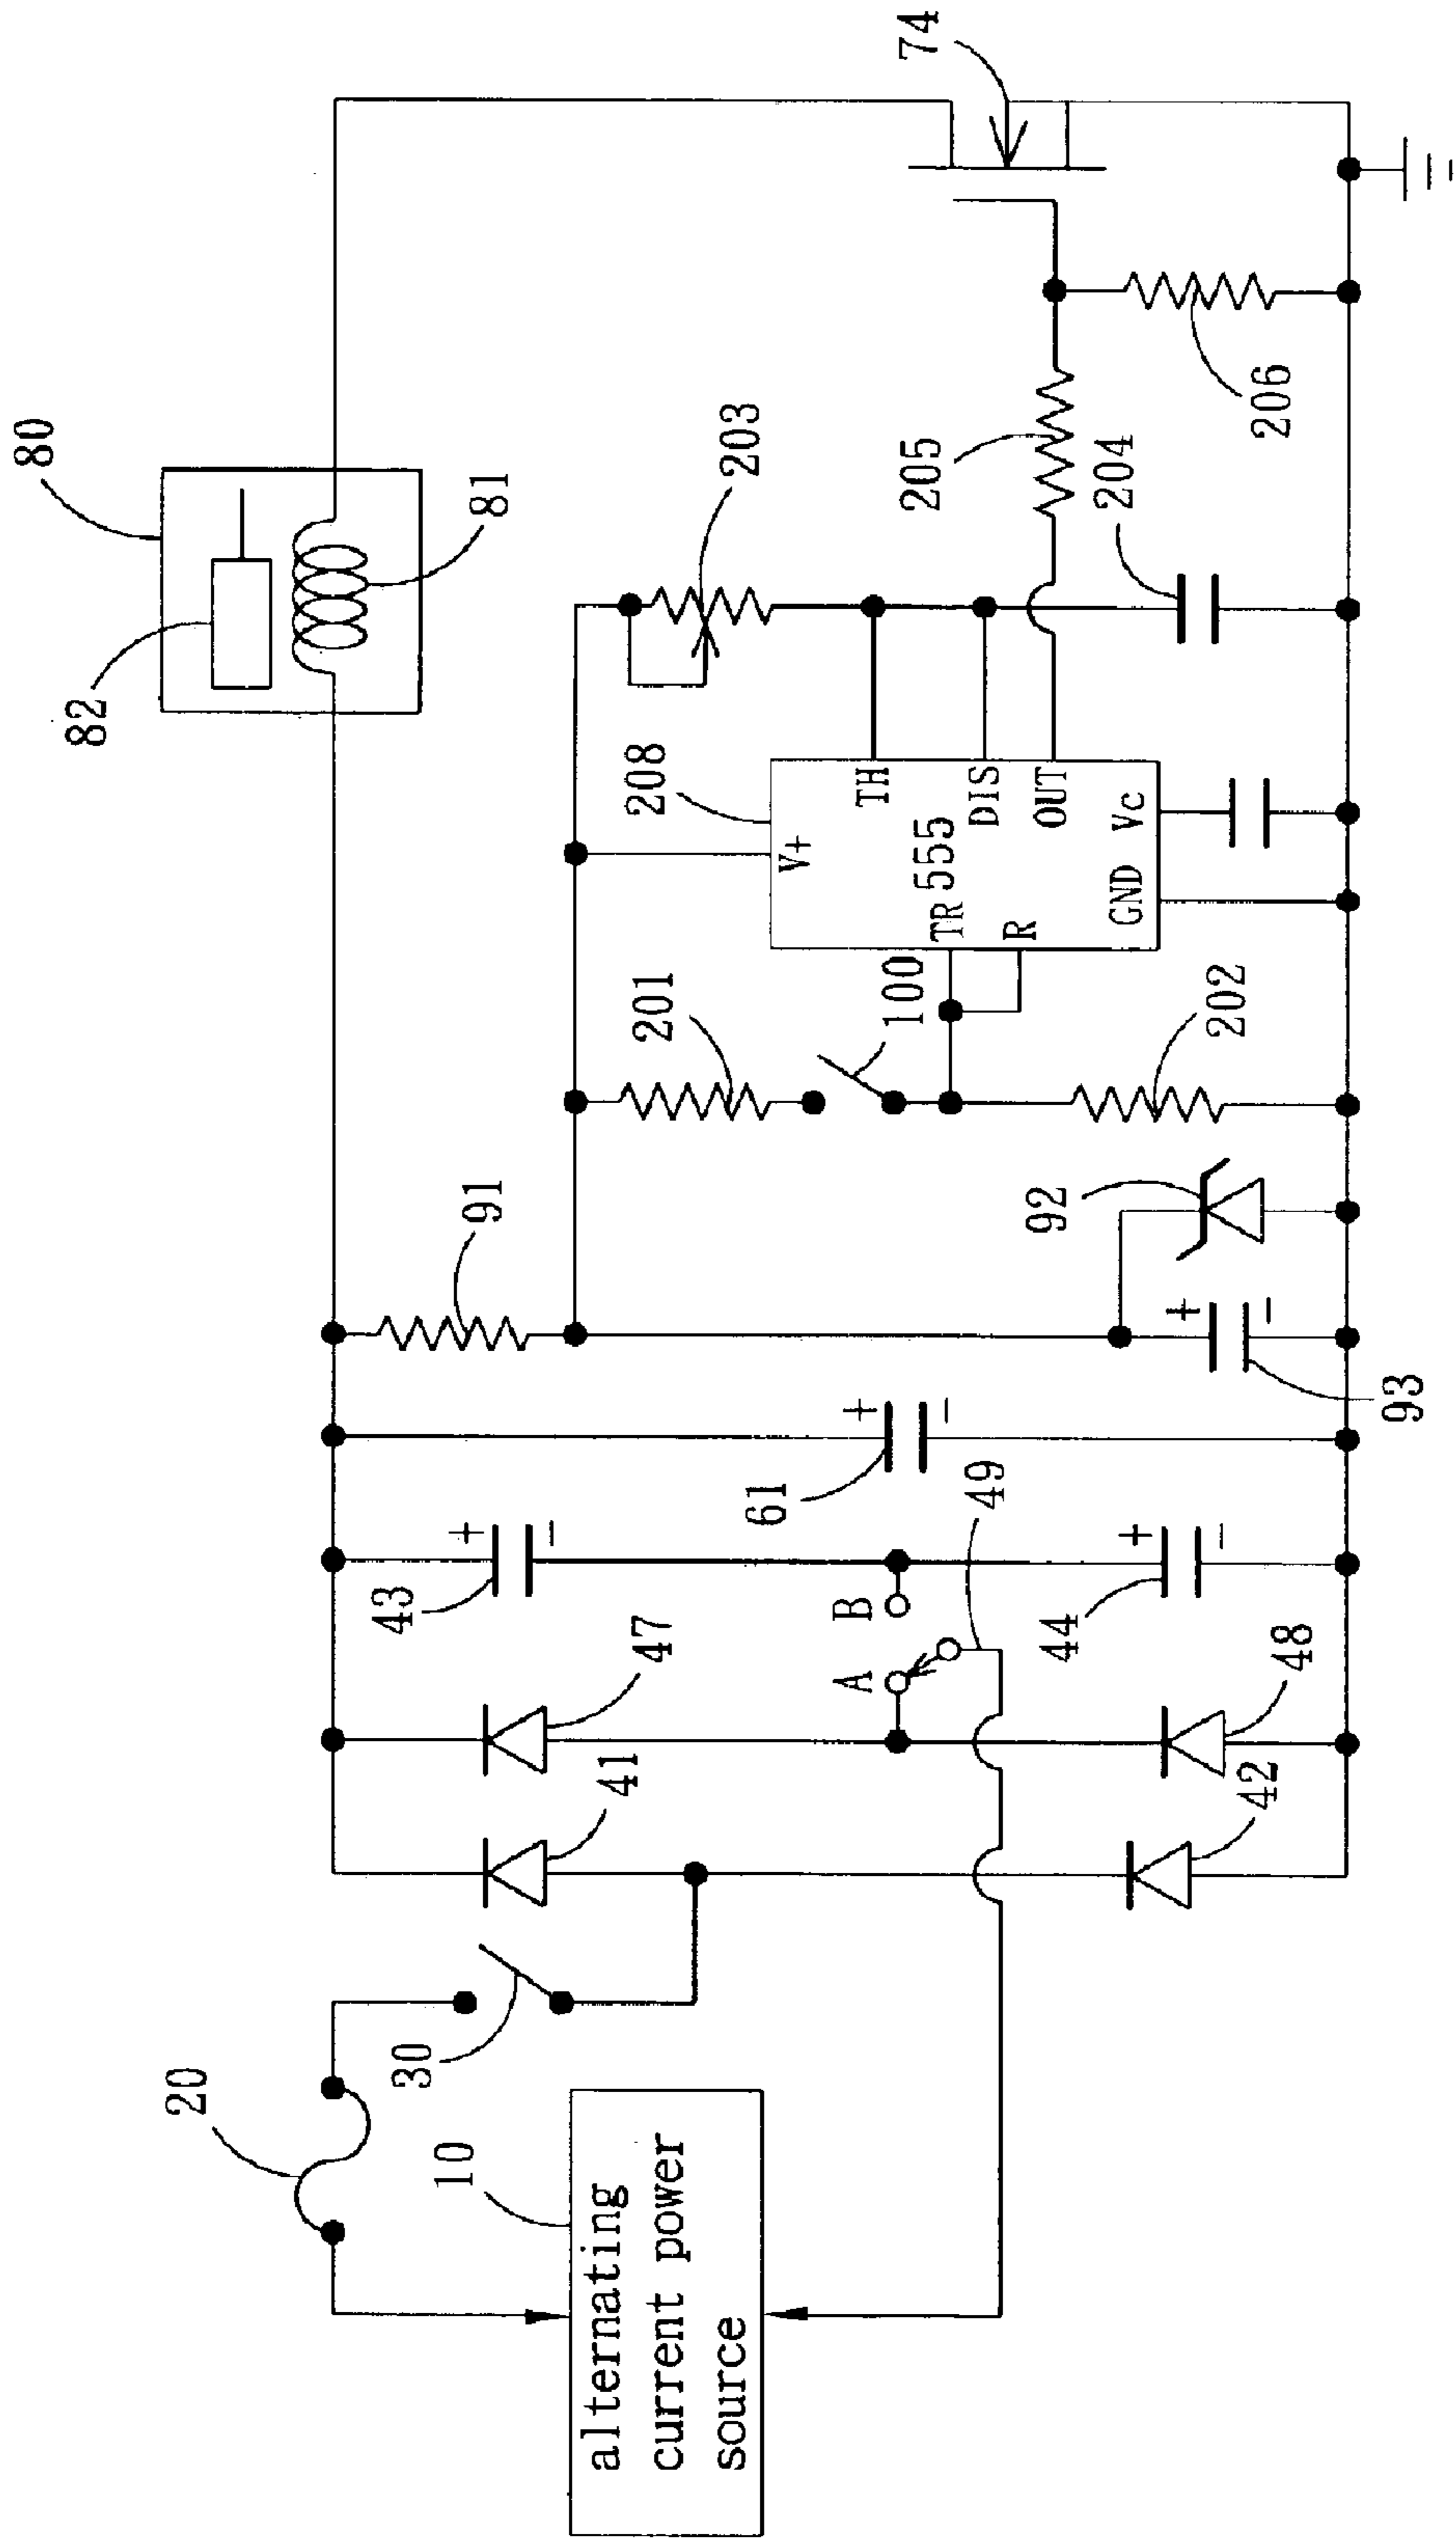 80
82
81
74
20
10
alternating
current power
source
30
41
47
42
48
43
44
A
B
49
61
+
-
+
-
+
-
+
-
91
92
93
201
100
202
208
V+
TH
DIS
OUT
TR
555
R
GND
Vc
203
204
205
206